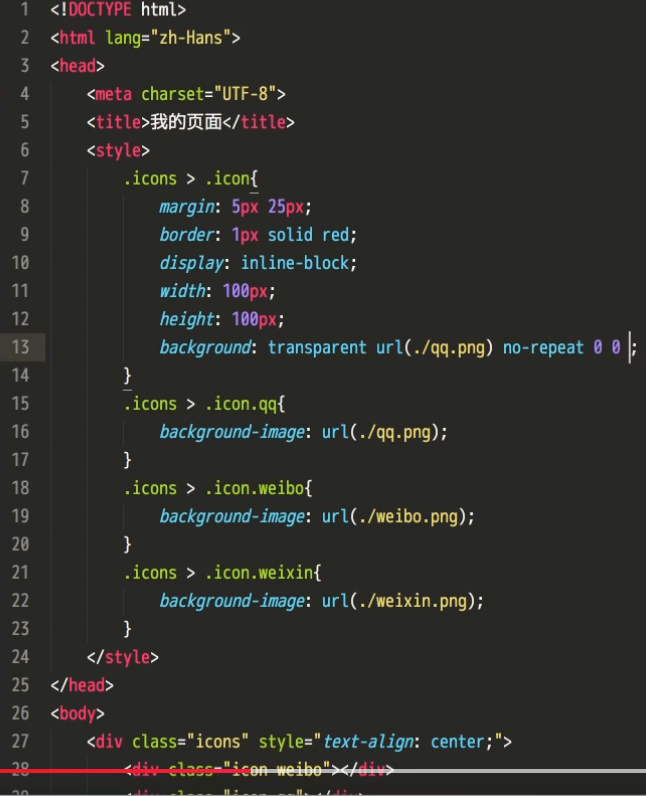 1 <!DOCTYPE html>
2 <html lang="zh-Hans">
3 <head>
4 <meta charset="UTF-8">
5 <title>我的页面</title>
6 <style>
7 .icons > .icon{
8 margin: 5px 25px;
9 border: 1px solid red;
10 display: inline-block;
11 width: 100px;
12 height: 100px;
13 background: transparent url(./qq.png) no-repeat 0 0 ;
14 }
15 .icons > .icon.qq{
16 background-image: url(./qq.png);
17 }
18 .icons > .icon.weibo{
19 background-image: url(./weibo.png);
20 }
21 .icons > .icon.weixin{
22 background-image: url(./weixin.png);
23 }
24 </style>
25 </head>
26 <body>
27 <div class="icons" style="text-align: center;">
28 <div class="icon weibo"></div>
29 <div class="icon qq"></div>